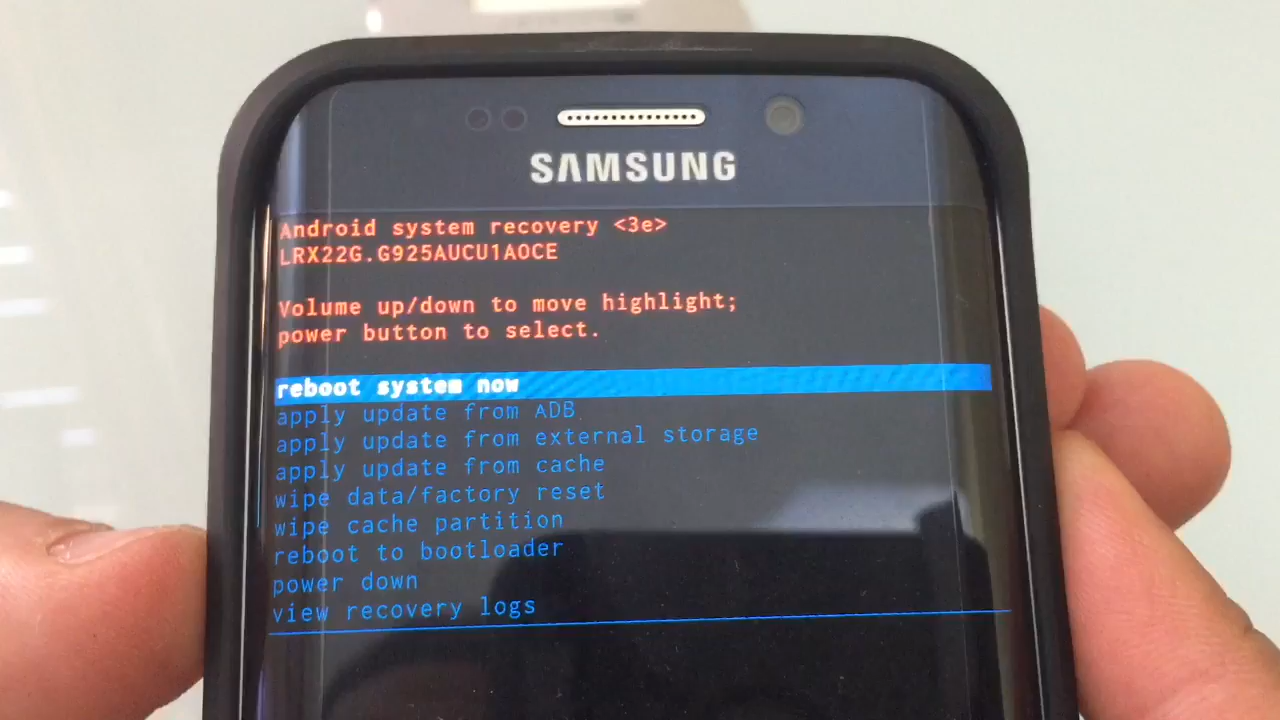 SAMSUNG
Android system recovery <3e>
LRX22G.G925AUCU1AOCE
Volume up/down to move highlight;
power button to select.
reboot system now
apply update from ADB
apply update from external storage
apply update from cache
wipe data/factory reset
wipe cache partition
reboot to bootloader
power down
view recovery logs